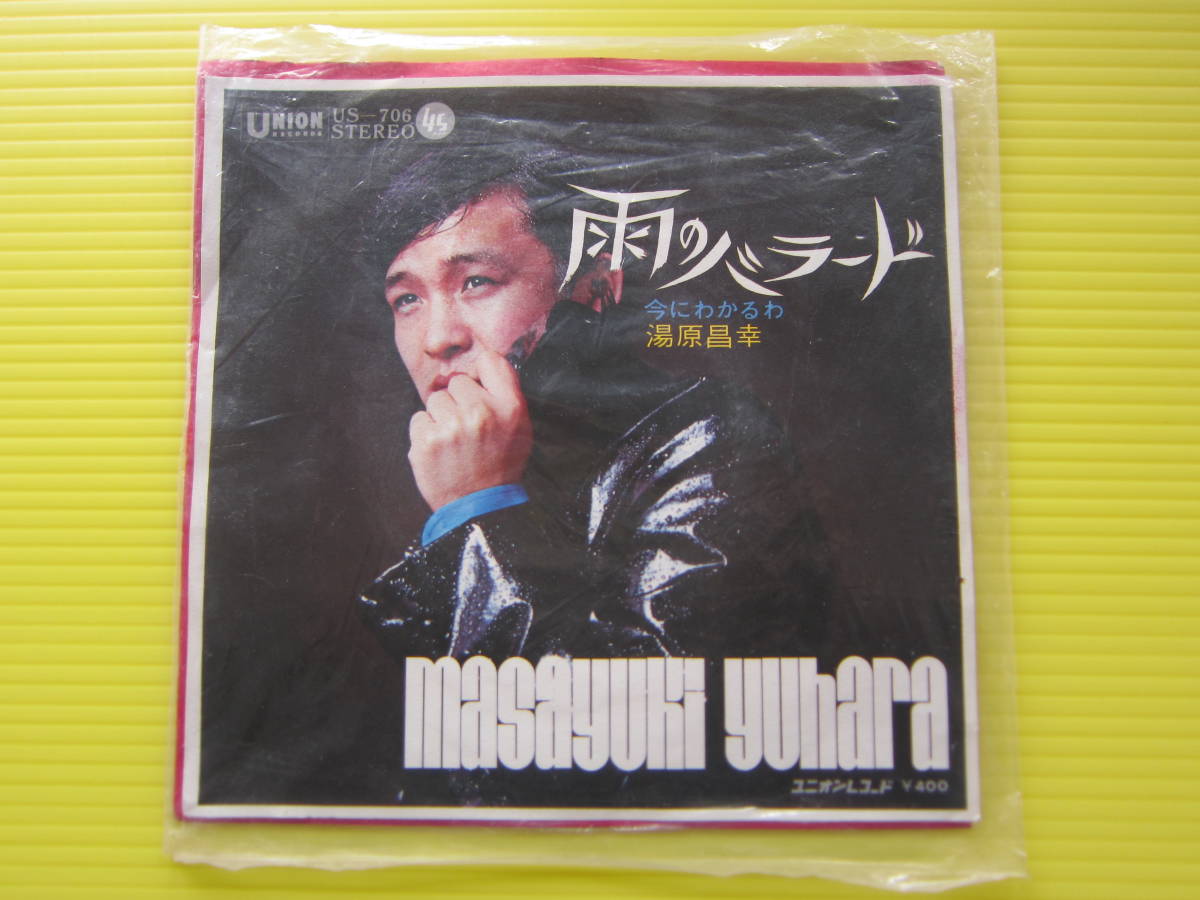 UNION RECORDS US-706 STEREO 45
雨のバラード
今にわかるわ
湯原昌幸
masayuki yuhara
ユニオンレコード ¥400